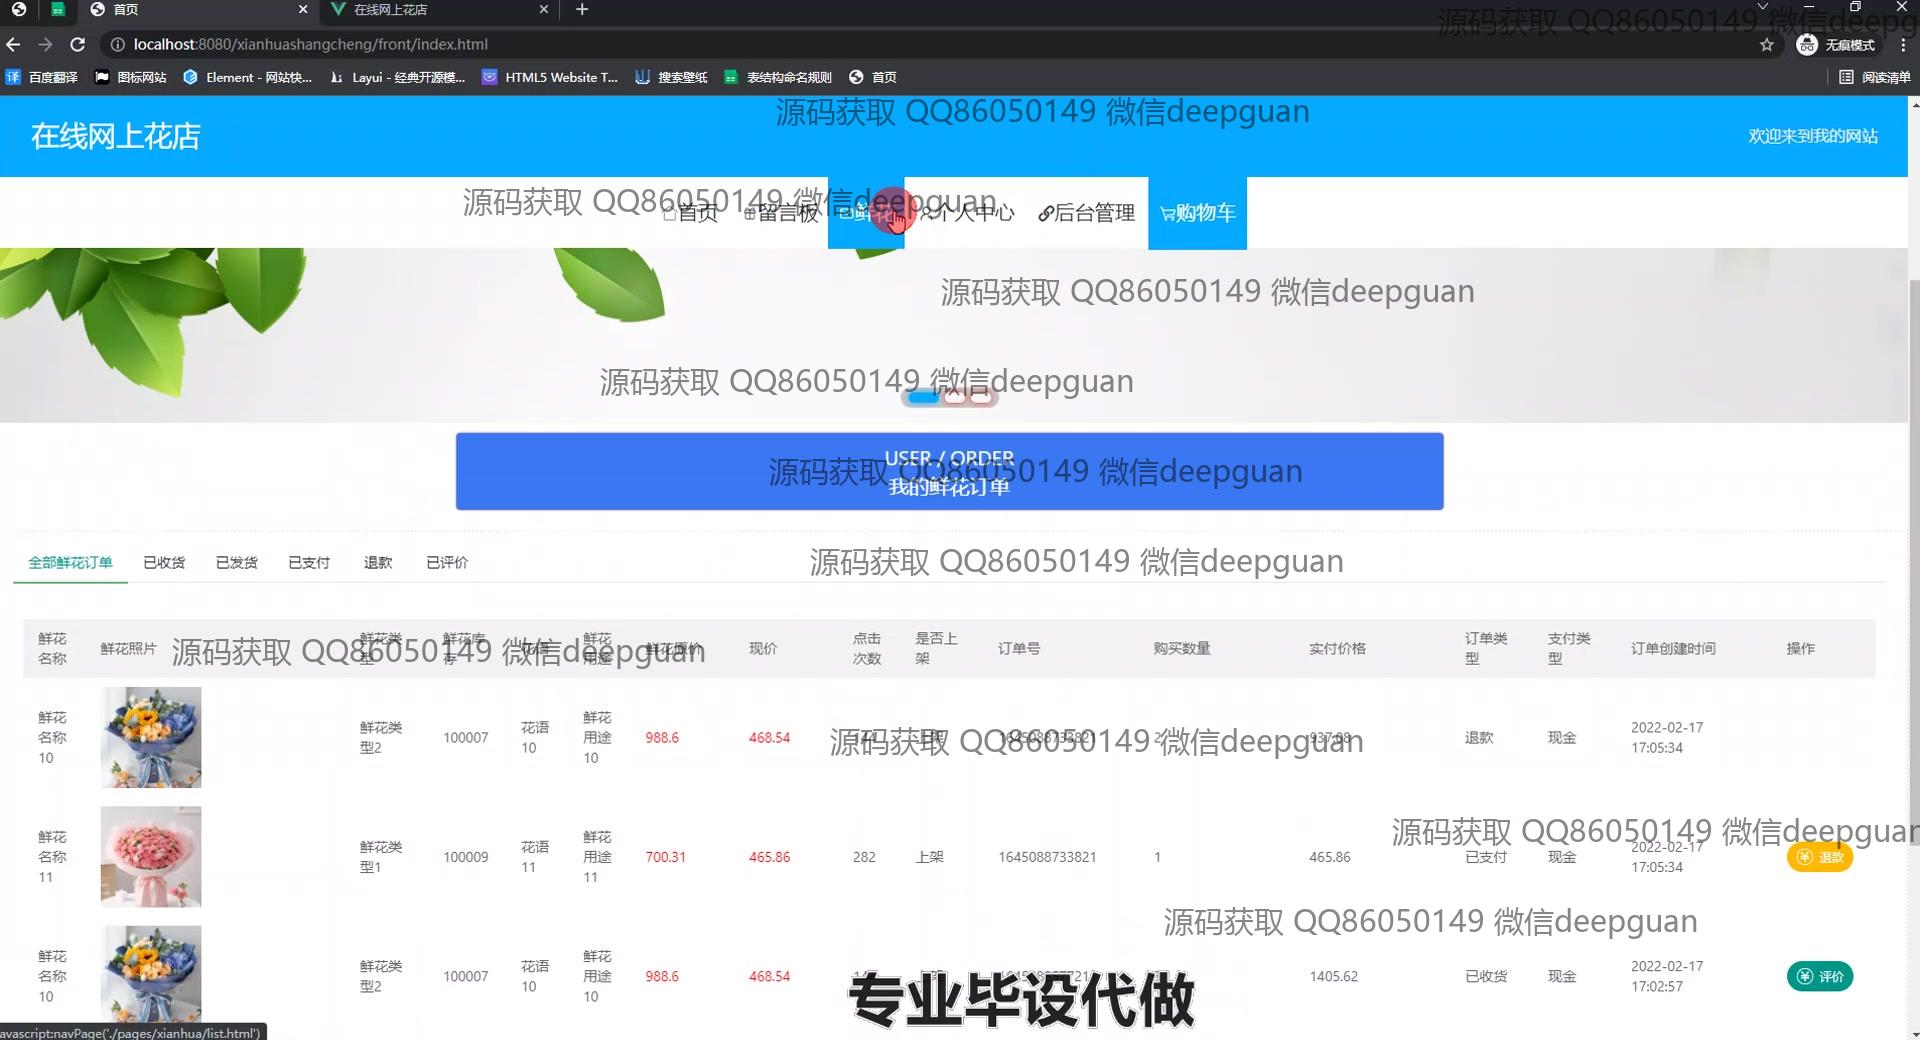 首页
在线网上花店
源码获取 QQ86050149 微信deepg
localhost:8080/xianhuashangcheng/front/index.html
无痕模式
百度翻译
图标网站
Element - 网站快...
Layui - 经典开源模...
HTML5 Website T...
搜索壁纸
表结构命名规则
首页
阅读清单
源码获取 QQ86050149 微信deepguan
在线网上花店
欢迎来到我的网站
源码获取 QQ86050149 微信deepguan
首页
留言板
鲜花
个人中心
后台管理
购物车
源码获取 QQ86050149 微信deepguan
源码获取 QQ86050149 微信deepguan
USER / ORDER
源码获取 QQ86050149 微信deepguan
我的鲜花订单
全部鲜花订单 已收货 已发货 已支付 退款 已评价
源码获取 QQ86050149 微信deepguan
鲜花名称 鲜花照片 鲜花类型 鲜花库存 花语 鲜花用途 鲜花原价 现价 点击次数 是否上架 订单号 购买数量 实付价格 订单类型 支付类型 订单创建时间 操作
源码获取 QQ86050149 微信deepguan
鲜花名称10 鲜花类型2 100007 花语10 鲜花用途10 988.6 468.54 1645088733821 2 937.08 退款 现金 2022-02-17 17:05:34
源码获取 QQ86050149 微信deepguan
源码获取 QQ86050149 微信deepguan
鲜花名称11 鲜花类型1 100009 花语11 鲜花用途11 700.31 465.86 282 上架 1645088733821 1 465.86 已支付 现金 2022-02-17 17:05:34 退款
源码获取 QQ86050149 微信deepguan
鲜花名称10 鲜花类型2 100007 花语10 鲜花用途10 988.6 468.54 1405.62 已收货 现金 2022-02-17 17:02:57 评价
专业毕设代做
avascript:navPage('./pages/xianhua/list.html')